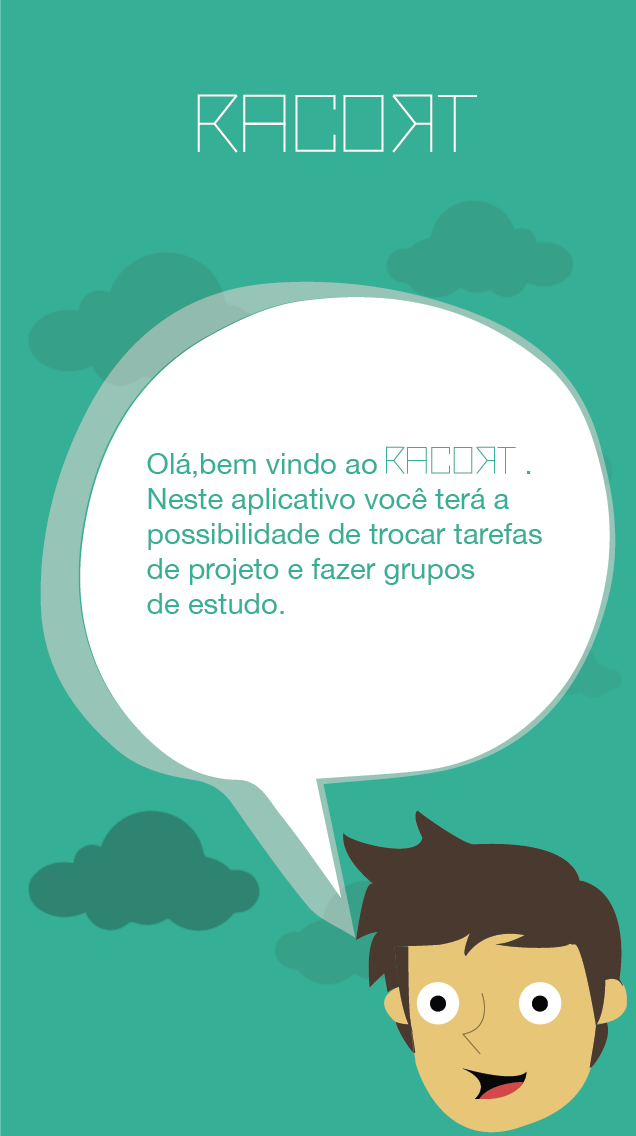 RACORT
Olá,bem vindo ao RACORT .
Neste aplicativo você terá a
possibilidade de trocar tarefas
de projeto e fazer grupos
de estudo.